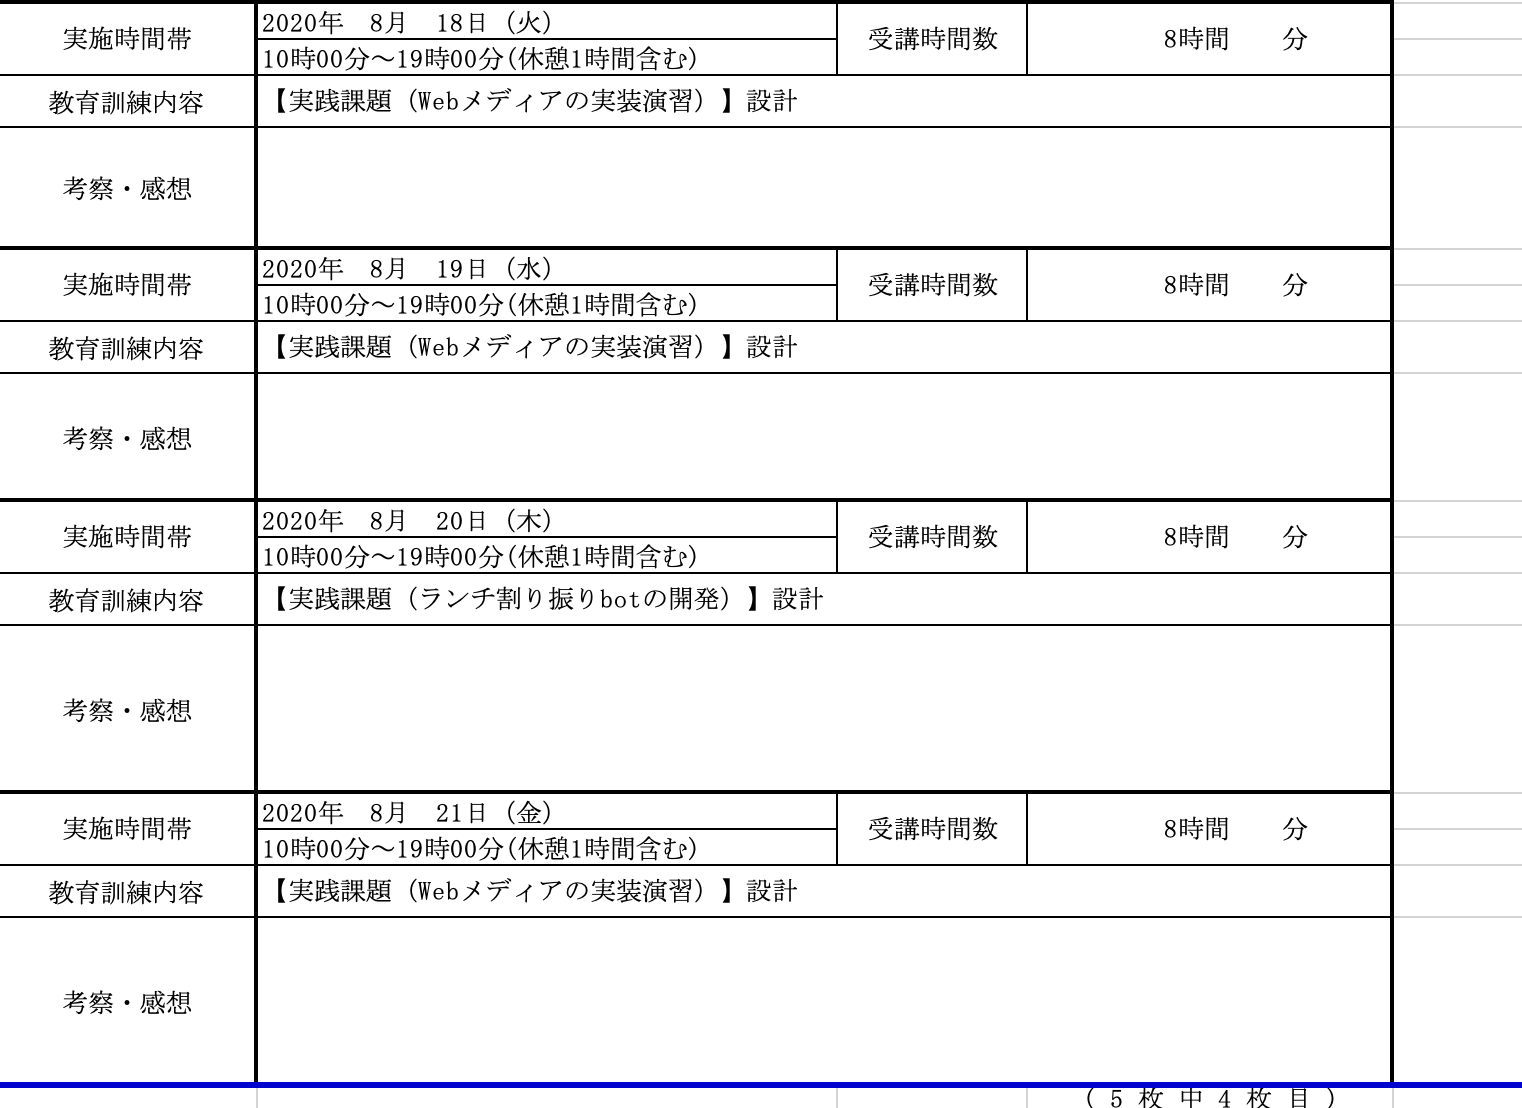 実施時間帯
2020年　8月　18日（火）
10時00分～19時00分(休憩1時間含む)
受講時間数
8時間　　分
教育訓練内容
【実践課題（Webメディアの実装演習）】設計
考察・感想
実施時間帯
2020年　8月　19日（水）
10時00分～19時00分(休憩1時間含む)
受講時間数
8時間　　分
教育訓練内容
【実践課題（Webメディアの実装演習）】設計
考察・感想
実施時間帯
2020年　8月　20日（木）
10時00分～19時00分(休憩1時間含む)
受講時間数
8時間　　分
教育訓練内容
【実践課題（ランチ割り振りbotの開発）】設計
考察・感想
実施時間帯
2020年　8月　21日（金）
10時00分～19時00分(休憩1時間含む)
受講時間数
8時間　　分
教育訓練内容
【実践課題（Webメディアの実装演習）】設計
考察・感想
( 5 枚 中 4 枚 目 )